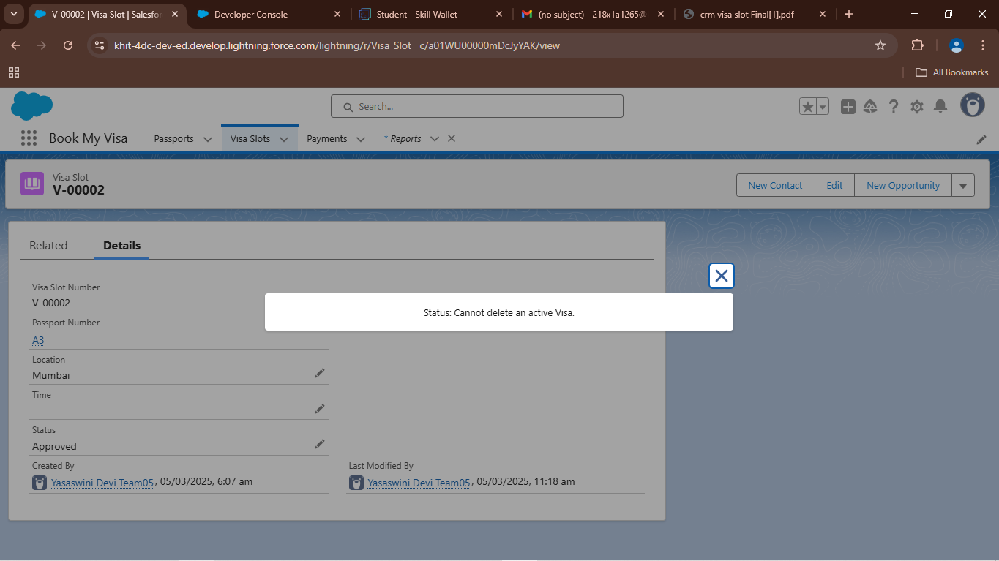 V-00002 | Visa Slot | Salesfor
Developer Console
Student - Skill Wallet
(no subject) - 218x1a1265@
crm visa slot Final[1].pdf
khit-4dc-dev-ed.develop.lightning.force.com/lightning/r/Visa_Slot__c/a01WU00000mDcJyYAK/view
All Bookmarks
Search...
Book My Visa
Passports
Visa Slots
Payments
* Reports
Visa Slot
V-00002
New Contact
Edit
New Opportunity
Related
Details
Visa Slot Number
V-00002
Status: Cannot delete an active Visa.
Passport Number
A3
Location
Mumbai
Time
Status
Approved
Created By
Yasaswini Devi Team05, 05/03/2025, 6:07 am
Last Modified By
Yasaswini Devi Team05, 05/03/2025, 11:18 am